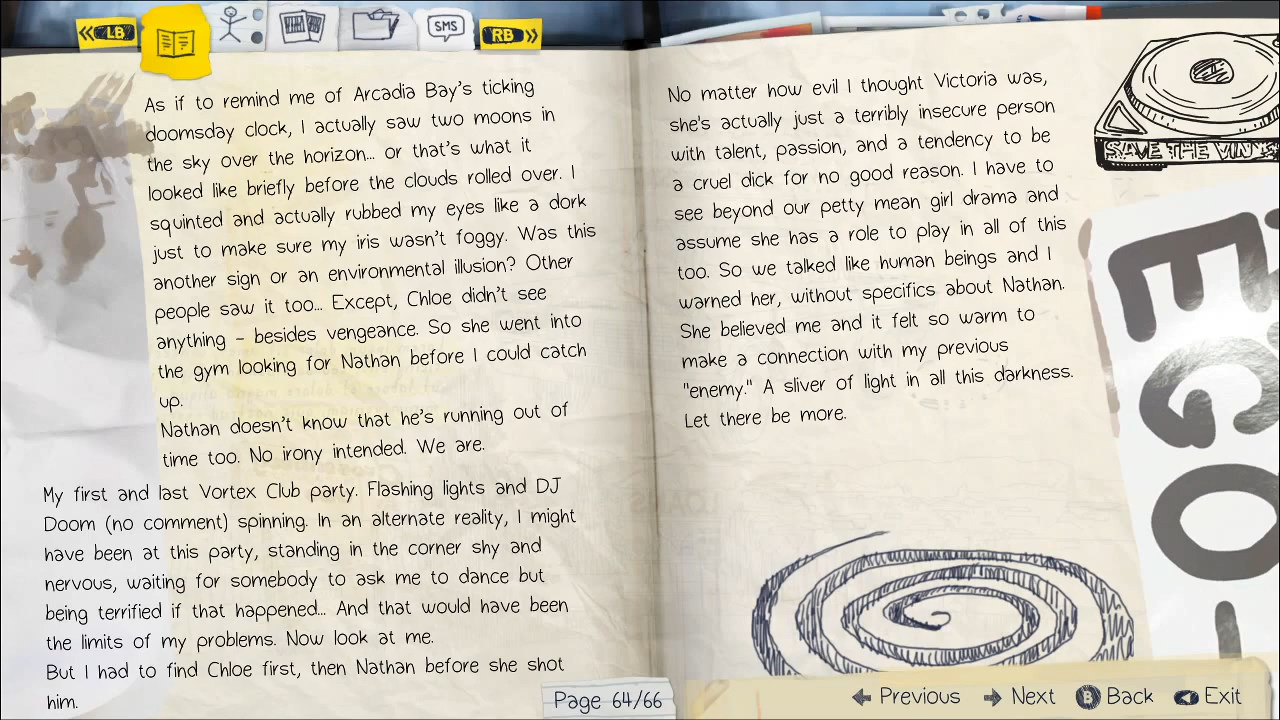 LB
SMS
RB
As if to remind me of Arcadia Bay's ticking
doomsday clock, I actually saw two moons in
the sky over the horizon... or that's what it
looked like briefly before the clouds rolled over. I
squinted and actually rubbed my eyes like a dork
just to make sure my iris wasn't foggy. Was this
another sign or an environmental illusion? Other
people saw it too... Except, Chloe didn't see
anything - besides vengeance. So she went into
the gym looking for Nathan before I could catch
up.
Nathan doesn't know that he's running out of
time too. No irony intended. We are.
My first and last Vortex Club party. Flashing lights and DJ
Doom (no comment) spinning. In an alternate reality, I might
have been at this party, standing in the corner shy and
nervous, waiting for somebody to ask me to dance but
being terrified if that happened... And that would have been
the limits of my problems. Now look at me.
But I had to find Chloe first, then Nathan before she shot
him.
No matter how evil I thought Victoria was,
she's actually just a terribly insecure person
with talent, passion, and a tendency to be
a cruel dick for no good reason. I have to
see beyond our petty mean girl drama and
assume she has a role to play in all of this
too. So we talked like human beings and I
warned her, without specifics about Nathan.
She believed me and it felt so warm to
make a connection with my previous
"enemy." A sliver of light in all this darkness.
Let there be more.
SAVE THE VINYL
EGO-
Page 64/66
Previous
Next
B Back
Exit